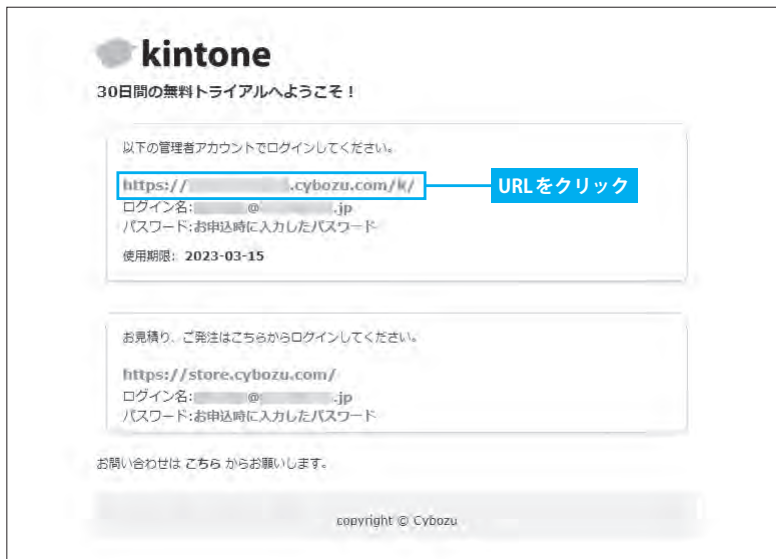 kintone
30日間の無料トライアルへようこそ！
以下の管理者アカウントでログインしてください。
https:// .cybozu.com/k/
URLをクリック
ログイン名: @ .jp
パスワード:お申込時に入力したパスワード
使用期限: 2023-03-15
お見積り、ご発注はこちらからログインしてください。
https://store.cybozu.com/
ログイン名: @ .jp
パスワード:お申込時に入力したパスワード
お問い合わせは こちら からお願いします。
copyright © Cybozu